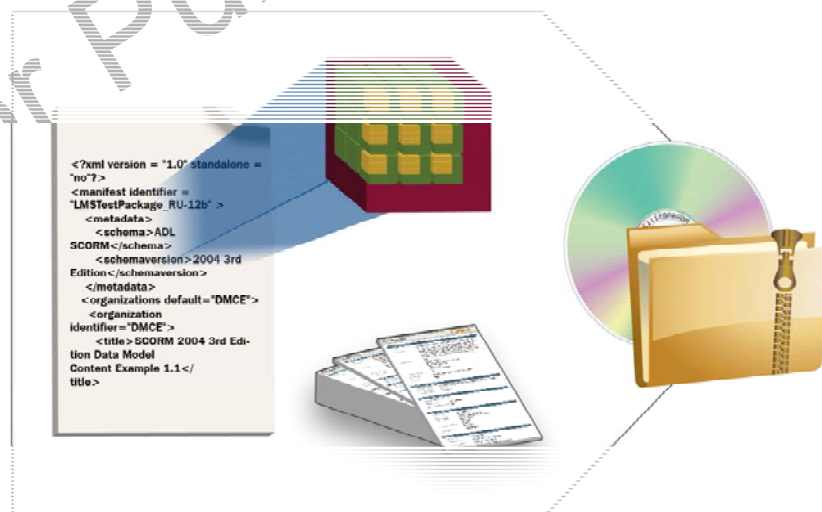 r Pu
<?xml version = "1.0" standalone =
"no"?>
<manifest identifier =
"LMSTestPackage_RU-12b" >
<metadata>
<schema>ADL
SCORM</schema>
<schemaversion>2004 3rd
Edition</schemaversion>
</metadata>
<organizations default="DMCE">
<organization
identifier="DMCE">
<title>SCORM 2004 3rd Edi-
tion Data Model
Content Example 1.1</
title>